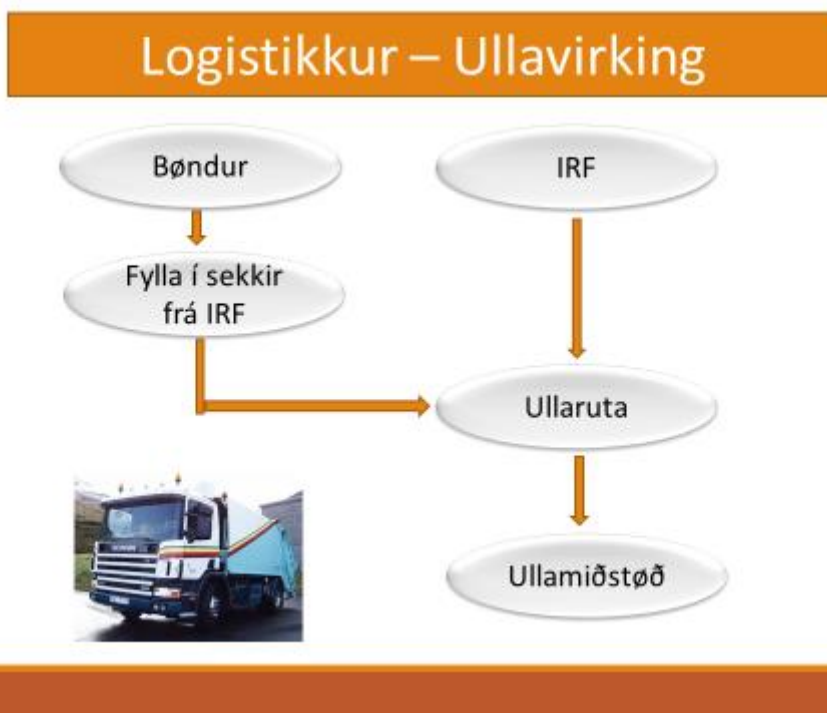 Logistikkur – Ullavirking
Bøndur
IRF
Fylla í sekkir
frá IRF
Ullaruta
Ullamiðstøð